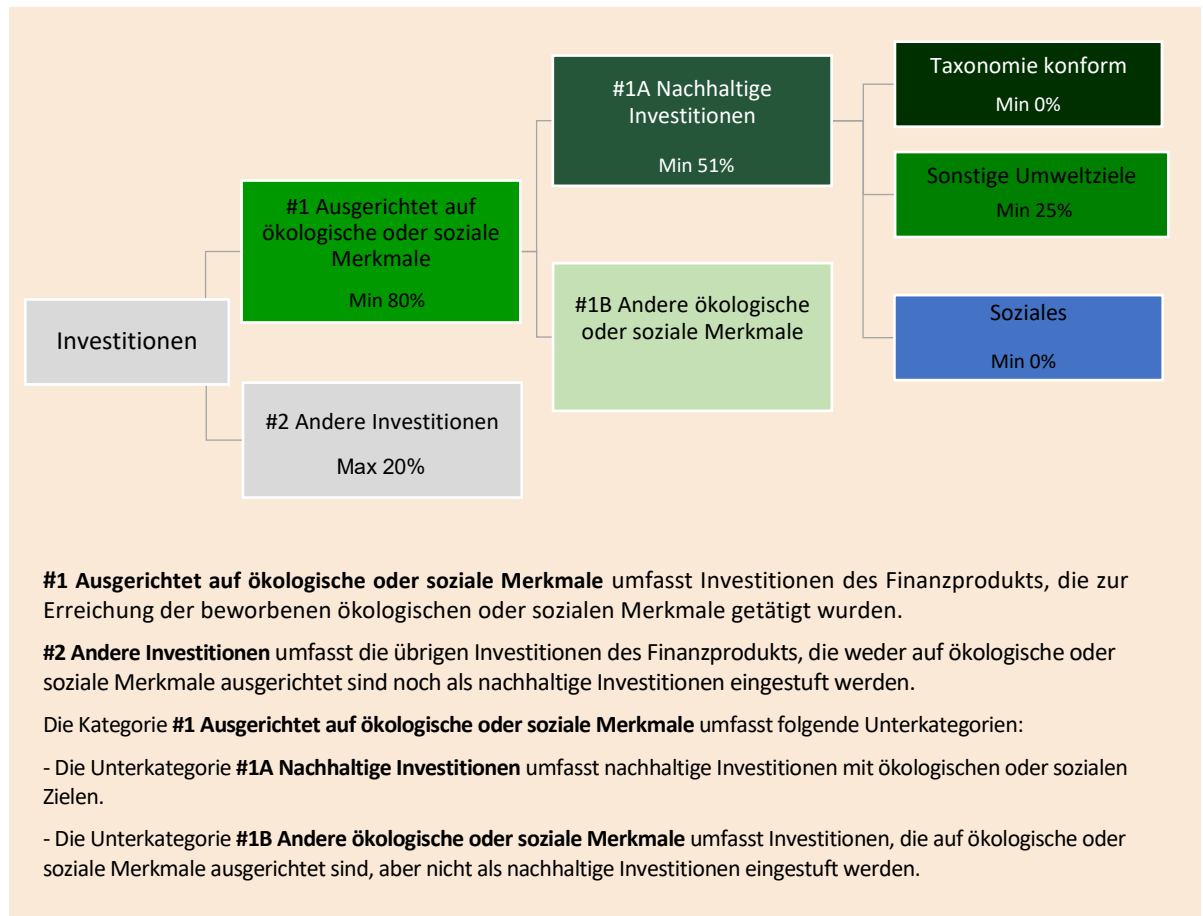 Investitionen
#1 Ausgerichtet auf
ökologische oder soziale
Merkmale
Min 80%
#2 Andere Investitionen
Max 20%
#1A Nachhaltige
Investitionen
Min 51%
#1B Andere ökologische
oder soziale Merkmale
Taxonomie konform
Min 0%
Sonstige Umweltziele
Min 25%
Soziales
Min 0%
#1 Ausgerichtet auf ökologische oder soziale Merkmale umfasst Investitionen des Finanzprodukts, die zur
Erreichung der beworbenen ökologischen oder sozialen Merkmale getätigt wurden.
#2 Andere Investitionen umfasst die übrigen Investitionen des Finanzprodukts, die weder auf ökologische oder
soziale Merkmale ausgerichtet sind noch als nachhaltige Investitionen eingestuft werden.
Die Kategorie #1 Ausgerichtet auf ökologische oder soziale Merkmale umfasst folgende Unterkategorien:
- Die Unterkategorie #1A Nachhaltige Investitionen umfasst nachhaltige Investitionen mit ökologischen oder sozialen
Zielen.
- Die Unterkategorie #1B Andere ökologische oder soziale Merkmale umfasst Investitionen, die auf ökologische oder
soziale Merkmale ausgerichtet sind, aber nicht als nachhaltige Investitionen eingestuft werden.